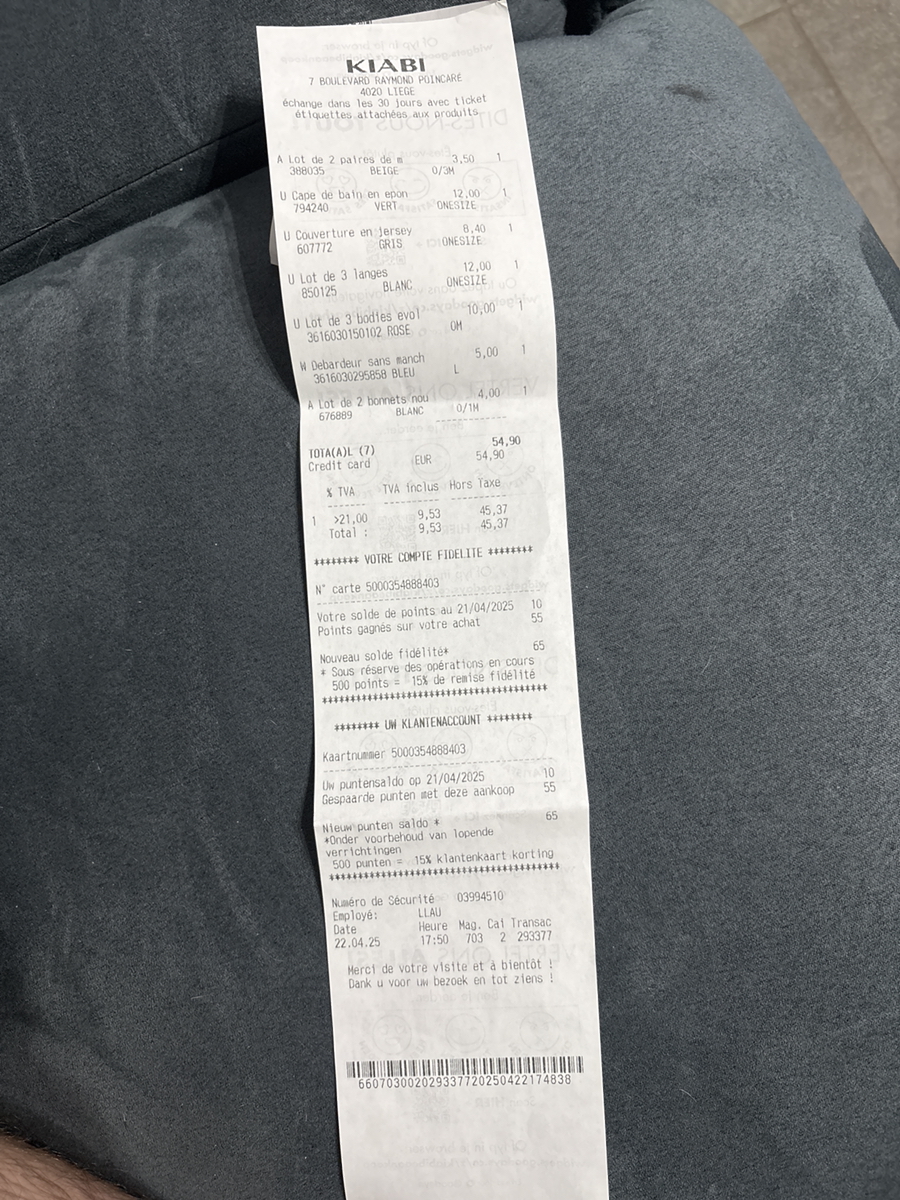 KIABI
7 BOULEVARD RAYMOND POINCARE
4020 LIEGE
échange dans les 30 jours avec ticket
étiquettes attachées aux produits
A Lot de 2 paires de m 3,50 1
388035 BEIGE 0/3M
U Cape de bain en epon 12,00 1
794240 VERT ONESIZE
U Couverture en jersey 8,40 1
607772 GRIS ONESIZE
U Lot de 3 langes 12,00 1
850125 BLANC ONESIZE
U Lot de 3 bodies evol 10,00 1
3616030150102 ROSE 0M
W Debardeur sans manch 5,00 1
3616030295858 BLEU L
A Lot de 2 bonnets nou 4,00 1
676889 BLANC 0/1M
------------
TOTA(A)L (7) 54,90
Credit card EUR 54,90
% TVA TVA inclus Hors Taxe
1 >21,00 9,53 45,37
Total : 9,53 45,37
******** VOTRE COMPTE FIDELITE ********
N° carte 5000354888403
Votre solde de points au 21/04/2025 10
Points gagnés sur votre achat 55
Nouveau solde fidélité* 65
* Sous réserve des opérations en cours
500 points = 15% de remise fidélité
******** UW KLANTENACCOUNT ********
Kaartnummer 5000354888403
Uw puntensaldo op 21/04/2025 10
Gespaarde punten met deze aankoop 55
Nieuw punten saldo * 65
*Onder voorbehoud van lopende
verrichtingen
500 punten = 15% klantenkaart korting
Numéro de Sécurité 03994510
Employé: LLAU
Date Heure Mag. Cai Transac
22.04.25 17:50 703 2 293377
Merci de votre visite et à bientôt !
Dank u voor uw bezoek en tot ziens !
6607030020293377202504221748​38